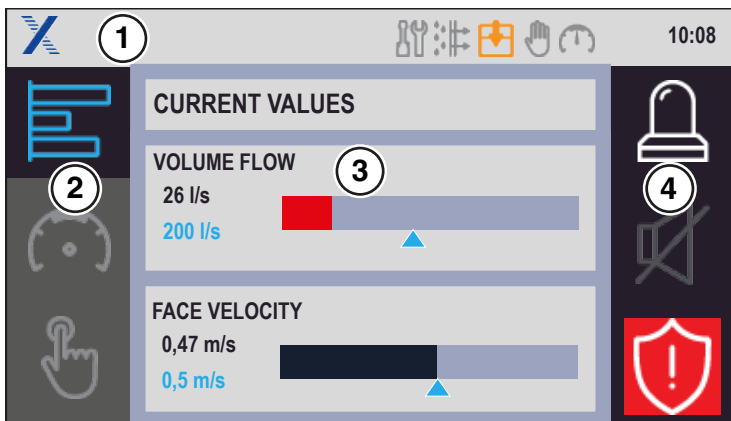 1
10:08
CURRENT VALUES
VOLUME FLOW
3
26 l/s
200 l/s
2
4
FACE VELOCITY
0,47 m/s
0,5 m/s